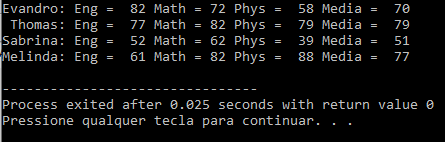 Evandro: Eng =  82 Math = 72 Phys =  58 Media =  70
 Thomas: Eng =  77 Math = 82 Phys =  79 Media =  79
Sabrina: Eng =  52 Math = 62 Phys =  39 Media =  51
Melinda: Eng =  61 Math = 82 Phys =  88 Media =  77
--------------------------------
Process exited after 0.025 seconds with return value 0
Pressione qualquer tecla para continuar. . .